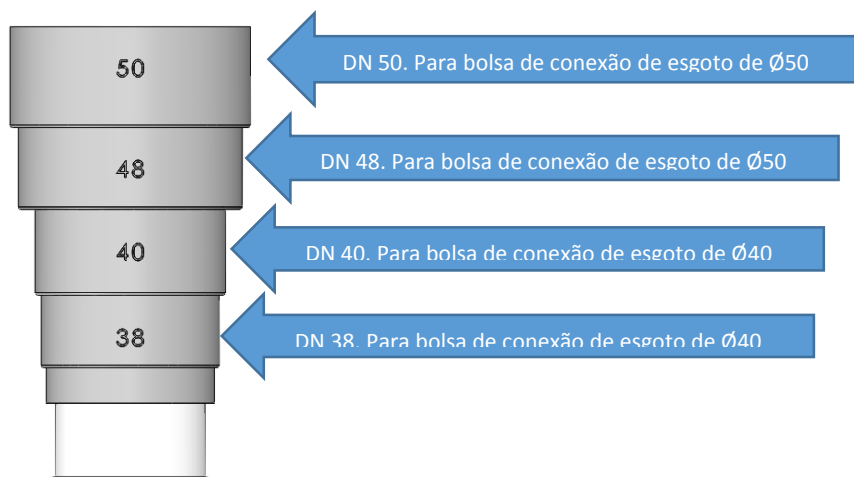 50
DN 50. Para bolsa de conexão de esgoto de Ø50
48
DN 48. Para bolsa de conexão de esgoto de Ø50
40
DN 40. Para bolsa de conexão de esgoto de Ø40
38
DN 38. Para bolsa de conexão de esgoto de Ø40